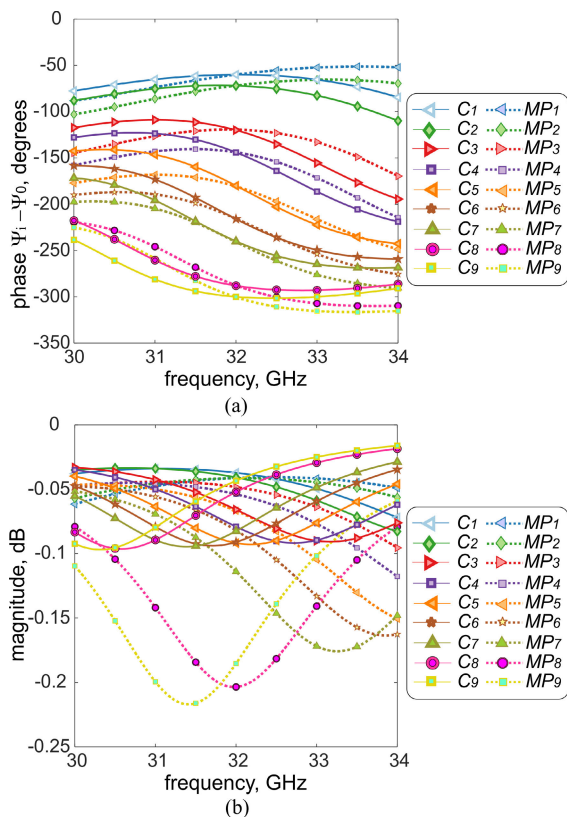 0
-50
-100
-150
-200
-250
-300
-350
phase Ψi –Ψ0, degrees
30 31 32 33 34
frequency, GHz
(a)
C1 MP1
C2 MP2
C3 MP3
C4 MP4
C5 MP5
C6 MP6
C7 MP7
C8 MP8
C9 MP9
0
-0.05
-0.1
-0.15
-0.2
-0.25
magnitude, dB
30 31 32 33 34
frequency, GHz
(b)
C1 MP1
C2 MP2
C3 MP3
C4 MP4
C5 MP5
C6 MP6
C7 MP7
C8 MP8
C9 MP9